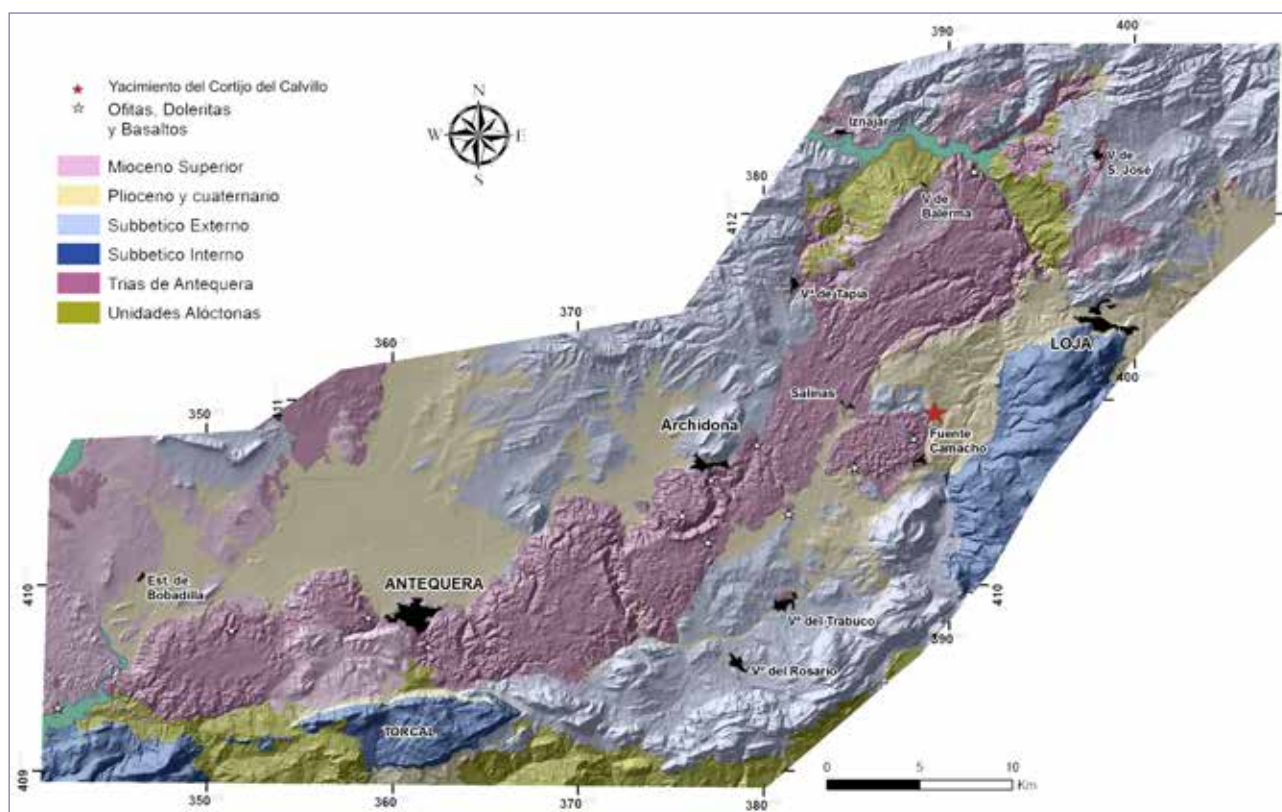 390
400
Yacimiento del Cortijo del Calvillo
Ofitas, Doleritas
y Basaltos
N
W
E
S
Mioceno Superior
Plioceno y cuaternario
Subbetico Externo
Subbetico Interno
Trias de Antequera
Unidades Alóctonas
Iznajar
V de
S. José
380
412
V de
Balerma
Vª de Tapia
370
LOJA
360
400
350
411
Salinas
Archidona
Fuente
Camacho
Est. de
Bobadilla
ANTEQUERA
410
410
Vª del Trabuco
390
Vª del Rosario
TORCAL
409
350
360
370
380
0
5
10
Km